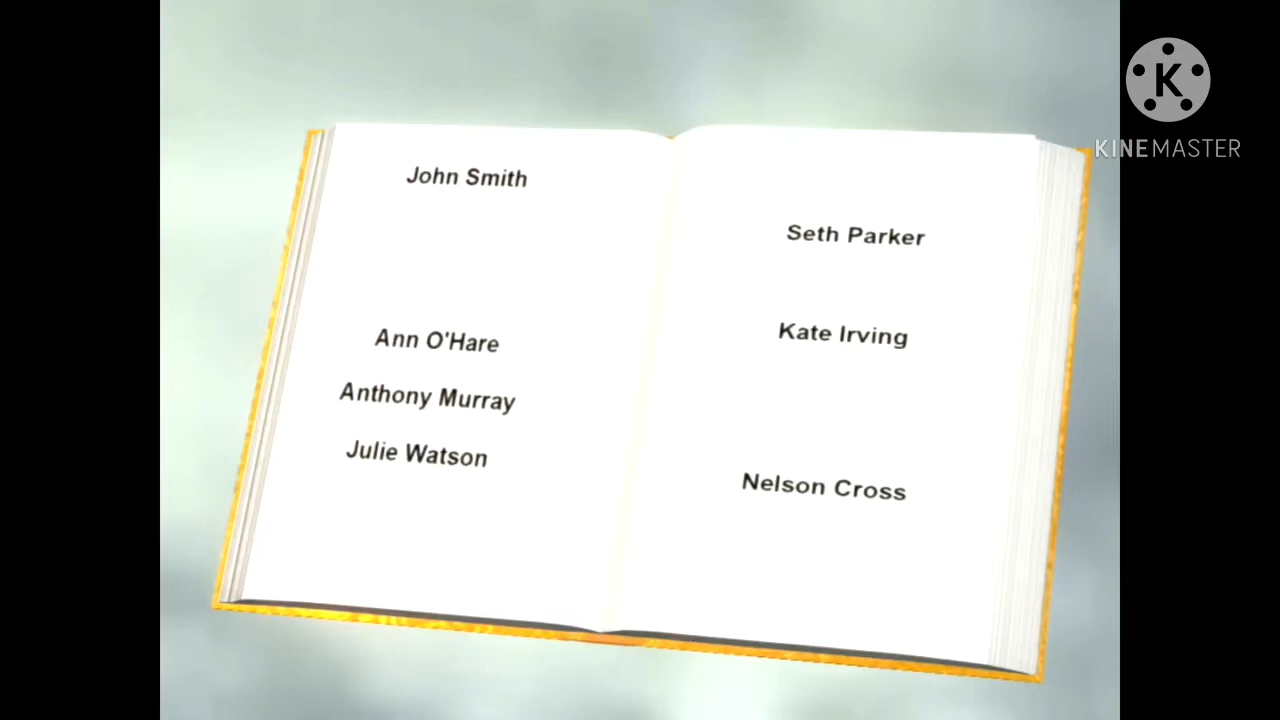 John Smith
Ann O'Hare
Anthony Murray
Julie Watson
Seth Parker
Kate Irving
Nelson Cross
K
KINEMASTER